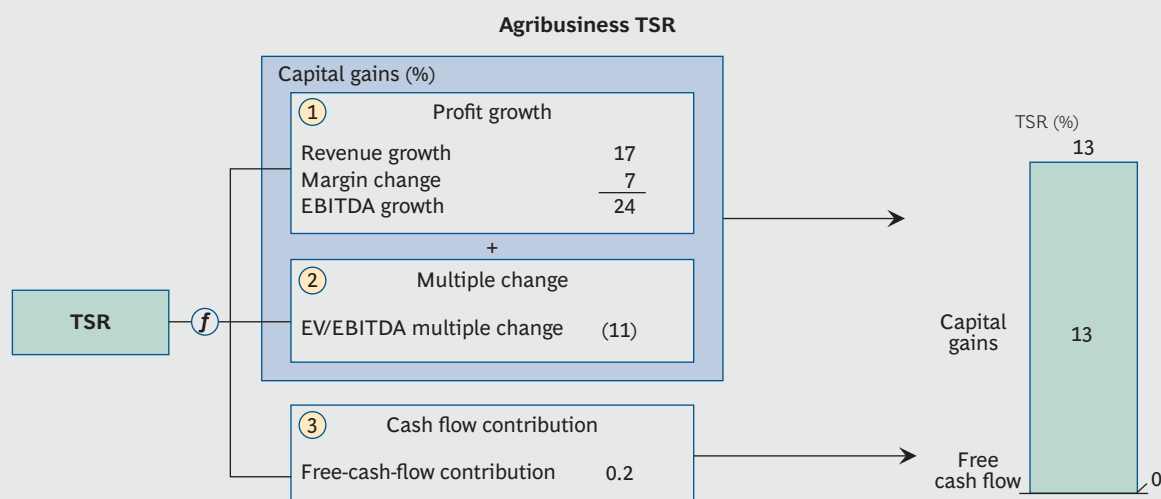 Agribusiness TSR
Capital gains (%)
1 Profit growth
Revenue growth 17
Margin change 7
EBITDA growth 24
+
2 Multiple change
EV/EBITDA multiple change (11)
TSR
f
3 Cash flow contribution
Free-cash-flow contribution 0.2
TSR (%)
13
Capital
gains
13
Free
cash flow
0